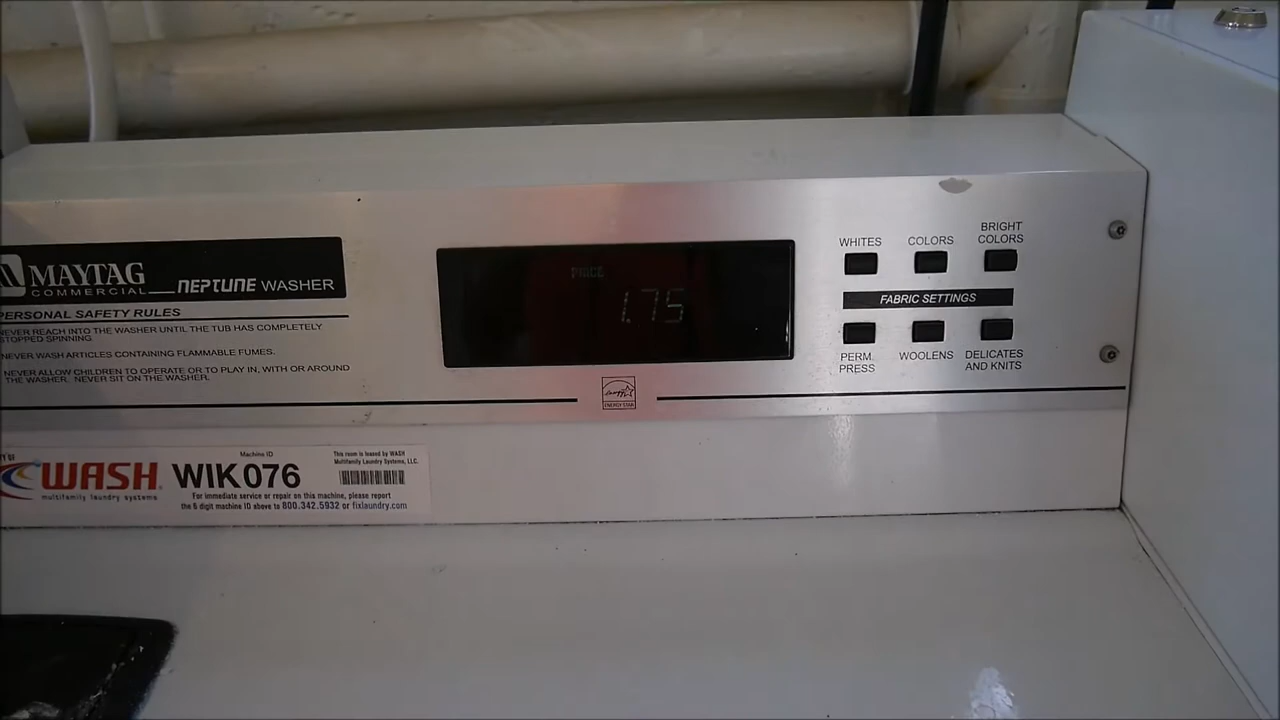 MAYTAG
COMMERCIAL NEPTUNE WASHER
PERSONAL SAFETY RULES
NEVER REACH INTO THE WASHER UNTIL THE TUB HAS COMPLETELY
STOPPED SPINNING.
NEVER WASH ARTICLES CONTAINING FLAMMABLE FUMES.
NEVER ALLOW CHILDREN TO OPERATE OR TO PLAY IN, WITH OR AROUND
THE WASHER. NEVER SIT ON THE WASHER.
PRICE
1.75
energy
ENERGY STAR
WHITES
COLORS
BRIGHT
COLORS
FABRIC SETTINGS
PERM.
PRESS
WOOLENS
DELICATES
AND KNITS
WASH
multifamily laundry systems
Machine ID
WIK076
This room is leased by WASH
Multifamily Laundry Systems, LLC.
For immediate service or repair on this machine, please report
the 6 digit machine ID above to 800.342.5932 or fixlaundry.com